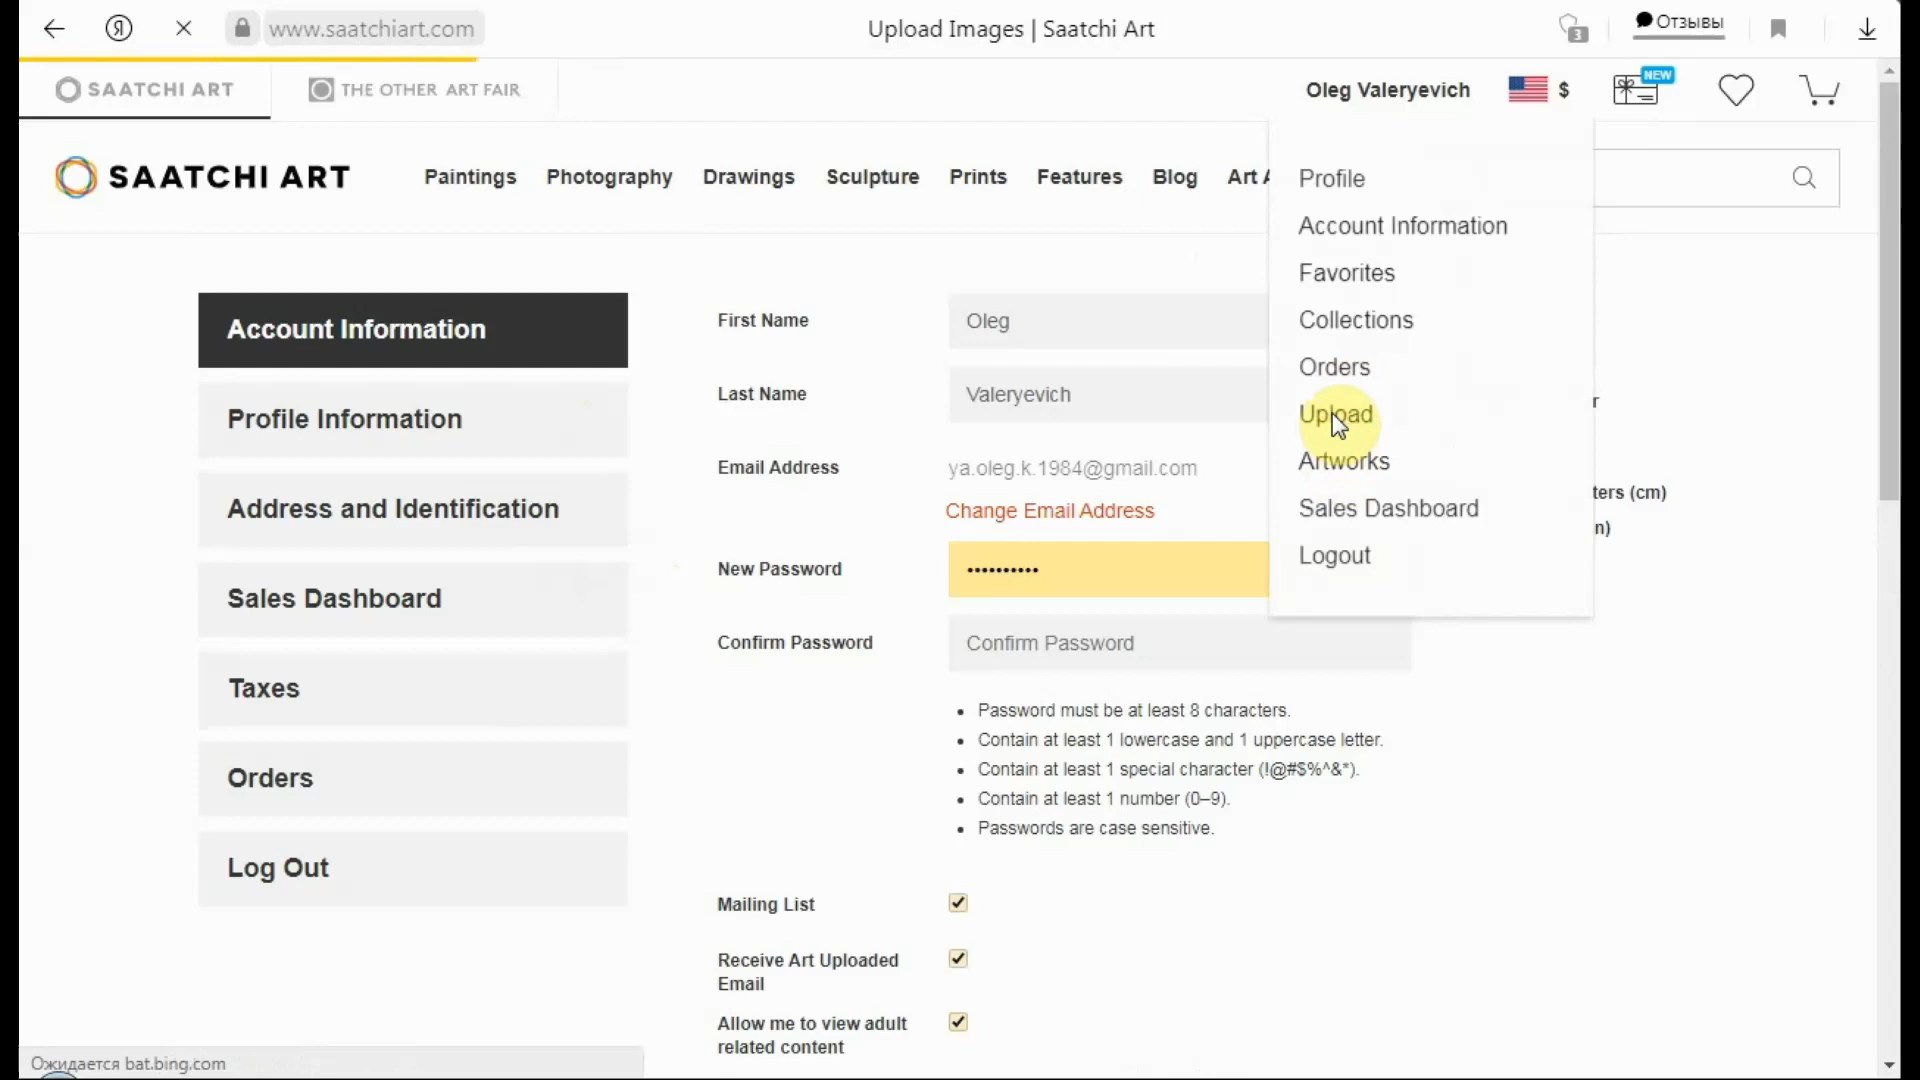 www.saatchiart.com
Upload Images | Saatchi Art
3
Отзывы
SAATCHI ART
THE OTHER ART FAIR
Oleg Valeryevich
$
NEW
SAATCHI ART
Paintings
Photography
Drawings
Sculpture
Prints
Features
Blog
Art A
Profile
Account Information
Favorites
Collections
Orders
Upload
Artworks
Sales Dashboard
Logout
Account Information
Profile Information
Address and Identification
Sales Dashboard
Taxes
Orders
Log Out
First Name
Oleg
Last Name
Valeryevich
r
Email Address
ya.oleg.k.1984@gmail.com
ters (cm)
Change Email Address
n)
New Password
••••••••••
Confirm Password
Confirm Password
• Password must be at least 8 characters.
• Contain at least 1 lowercase and 1 uppercase letter.
• Contain at least 1 special character (!@#$%^&*).
• Contain at least 1 number (0–9).
• Passwords are case sensitive.
Mailing List
Receive Art Uploaded
Email
Allow me to view adult
related content
Ожидается bat.bing.com